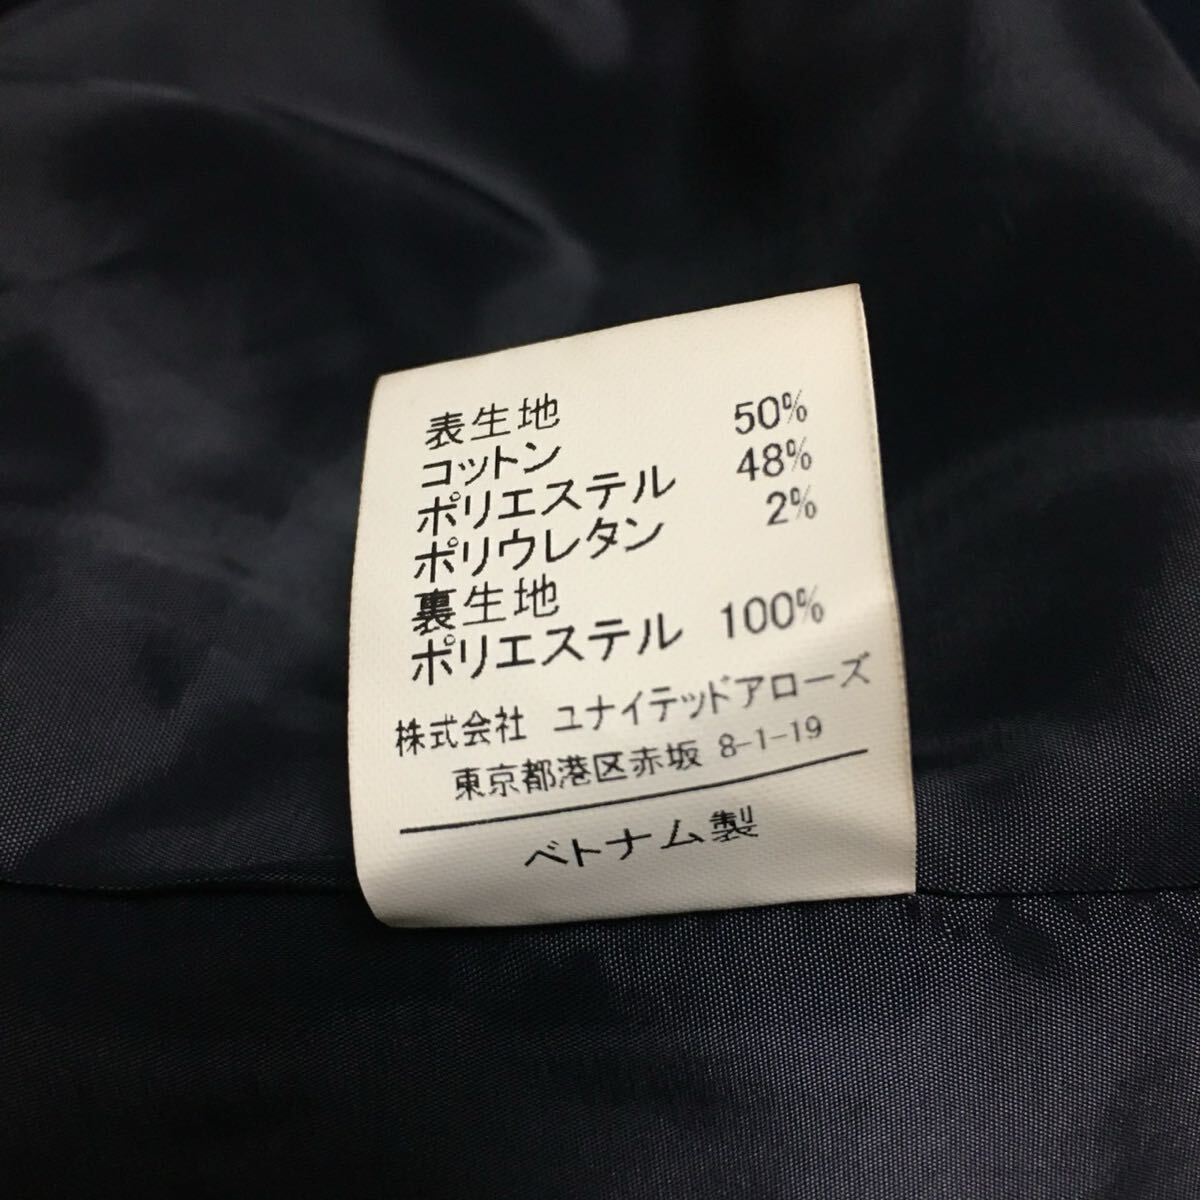 表生地
コットン 50%
ポリエステル 48%
ポリウレタン 2%
裏生地
ポリエステル 100%
株式会社 ユナイテッドアローズ
東京都港区赤坂 8-1-19
ベトナム製